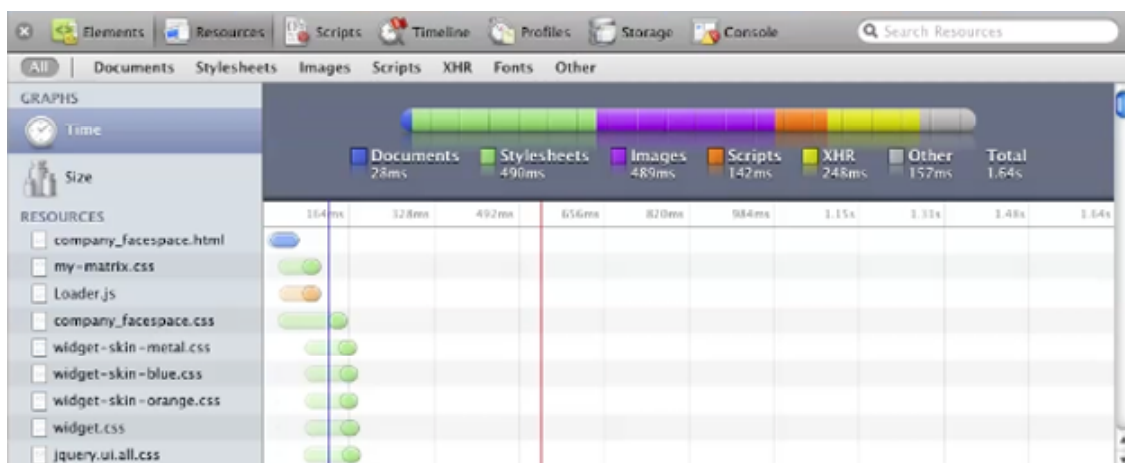 Elements Resources Scripts Timeline Profiles Storage Console Search Resources
All Documents Stylesheets Images Scripts XHR Fonts Other
GRAPHS
Time
Size
Documents Stylesheets Images Scripts XHR Other Total
28ms 490ms 489ms 142ms 248ms 157ms 1.64s
RESOURCES
164ms 328ms 492ms 656ms 820ms 984ms 1.15s 1.31s 1.48s 1.64s
company_facespace.html
my-matrix.css
Loader.js
company_facespace.css
widget-skin-metal.css
widget-skin-blue.css
widget-skin-orange.css
widget.css
jquery.ui.all.css